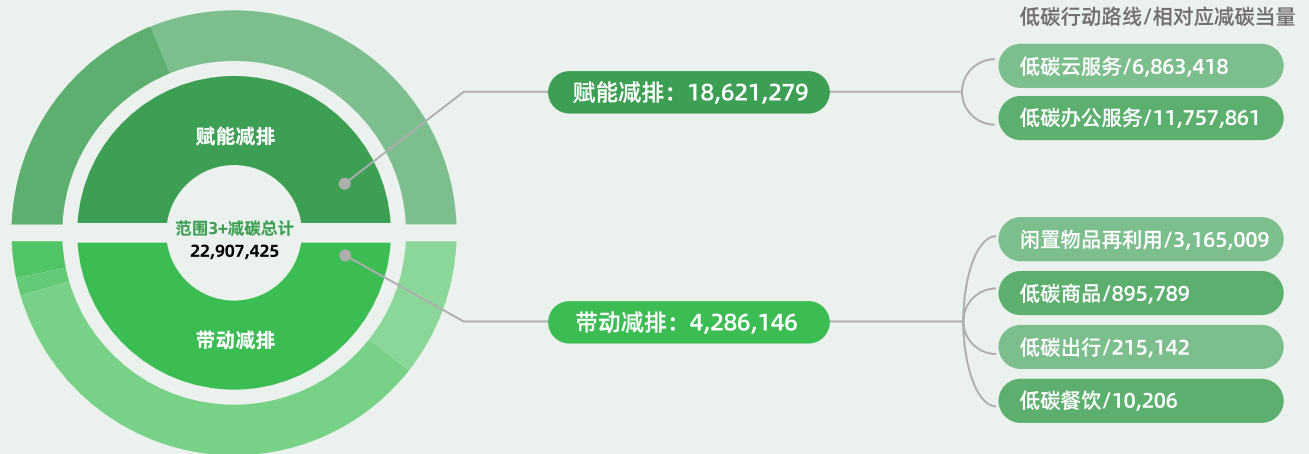 低碳行动路线/相对应减碳当量
赋能减排
范围3+减碳总计
22,907,425
带动减排
赋能减排：18,621,279
低碳云服务/6,863,418
低碳办公服务/11,757,861
带动减排：4,286,146
闲置物品再利用/3,165,009
低碳商品/895,789
低碳出行/215,142
低碳餐饮/10,206